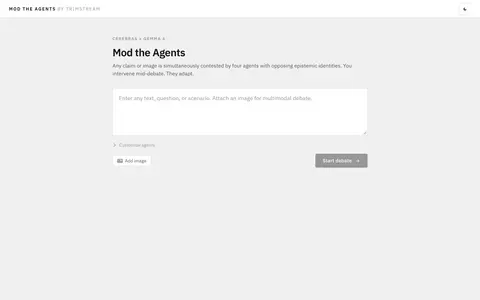 MOD THE AGENTS BY TRIMSTREAM
CEREBRAS × GEMMA 4
Mod the Agents
Any claim or image is simultaneously contested by four agents with opposing epistemic identities. You
intervene mid-debate. They adapt.
Enter any text, question, or scenario. Attach an image for multimodal debate.
Customise agents
Add image
Start debate →